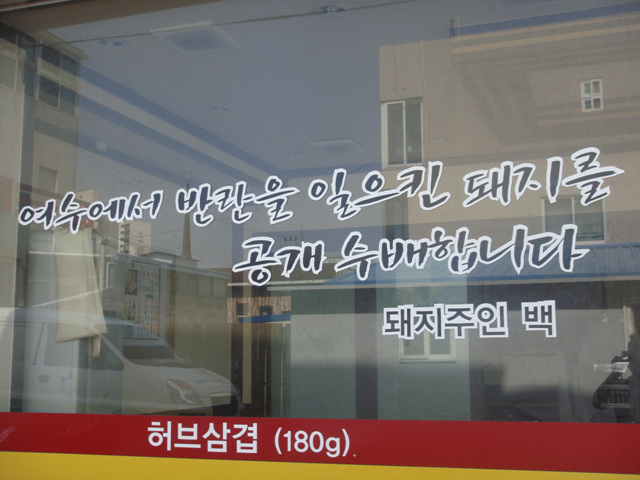 여수에서 반란을 일으킨 돼지를
공개 수배합니다
돼지주인 백
허브삼겹 (180g).